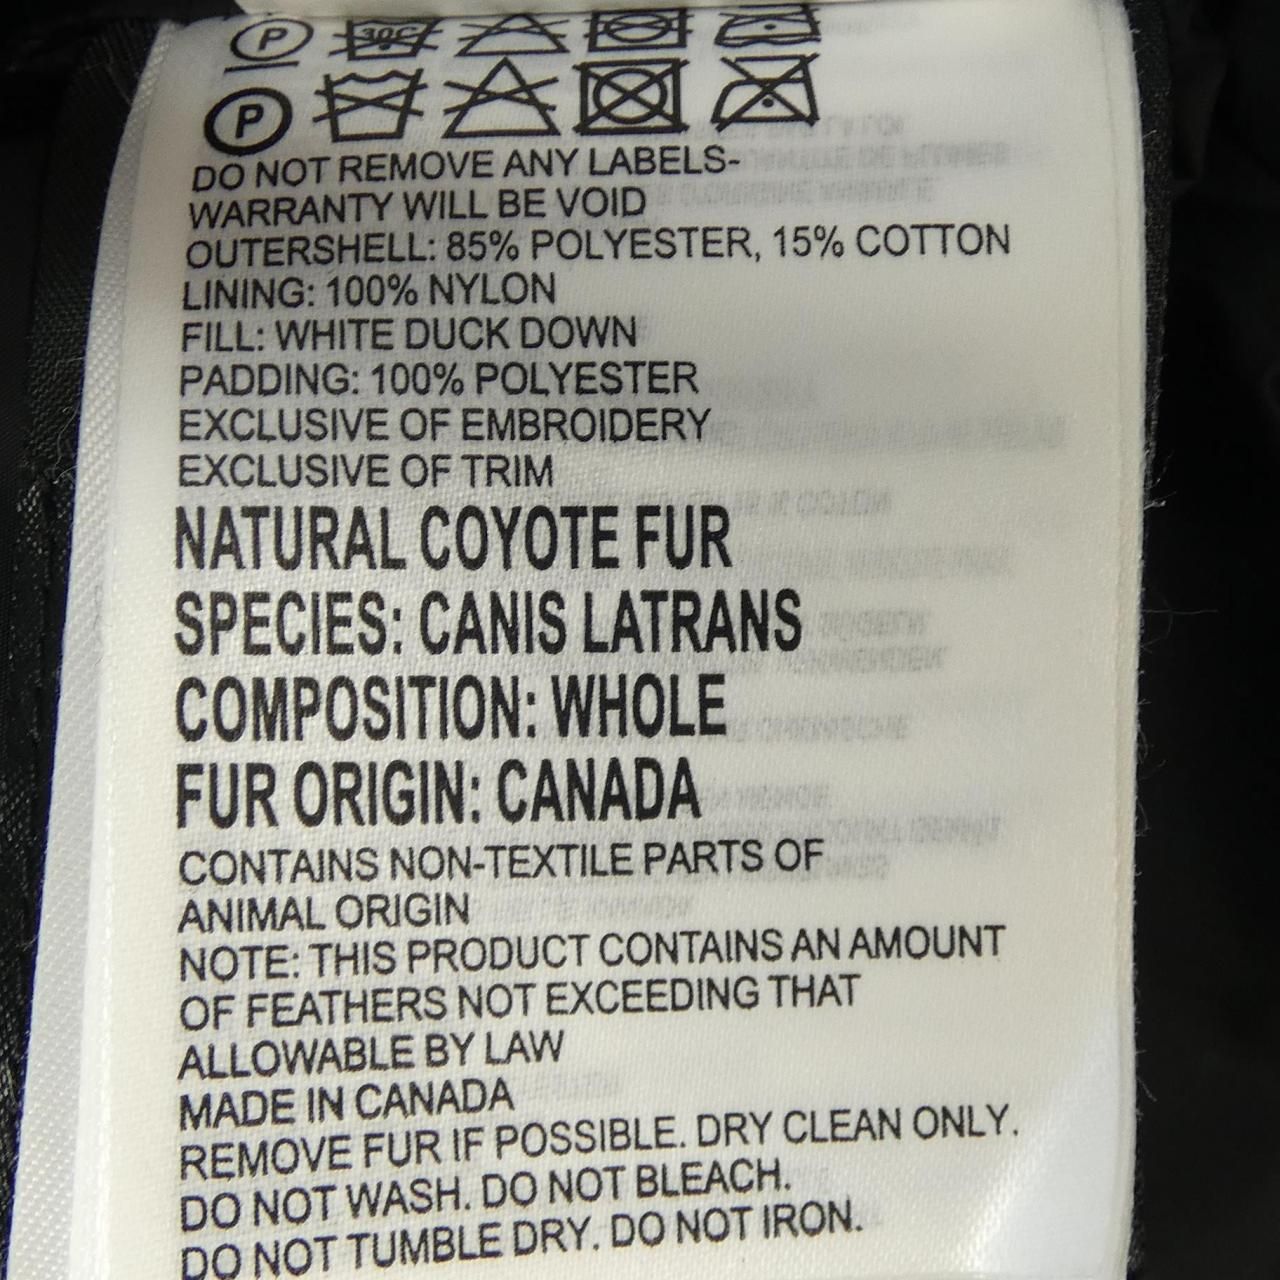 P 30C
P
DO NOT REMOVE ANY LABELS-
WARRANTY WILL BE VOID
OUTERSHELL: 85% POLYESTER, 15% COTTON
LINING: 100% NYLON
FILL: WHITE DUCK DOWN
PADDING: 100% POLYESTER
EXCLUSIVE OF EMBROIDERY
EXCLUSIVE OF TRIM
NATURAL COYOTE FUR
SPECIES: CANIS LATRANS
COMPOSITION: WHOLE
FUR ORIGIN: CANADA
CONTAINS NON-TEXTILE PARTS OF
ANIMAL ORIGIN
NOTE: THIS PRODUCT CONTAINS AN AMOUNT
OF FEATHERS NOT EXCEEDING THAT
ALLOWABLE BY LAW
MADE IN CANADA
REMOVE FUR IF POSSIBLE. DRY CLEAN ONLY.
DO NOT WASH. DO NOT BLEACH.
DO NOT TUMBLE DRY. DO NOT IRON.